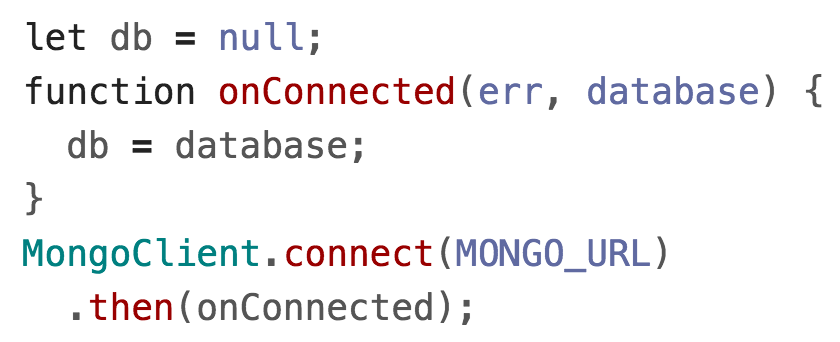 let db = null;
function onConnected(err, database) {
  db = database;
}
MongoClient.connect(MONGO_URL)
  .then(onConnected);